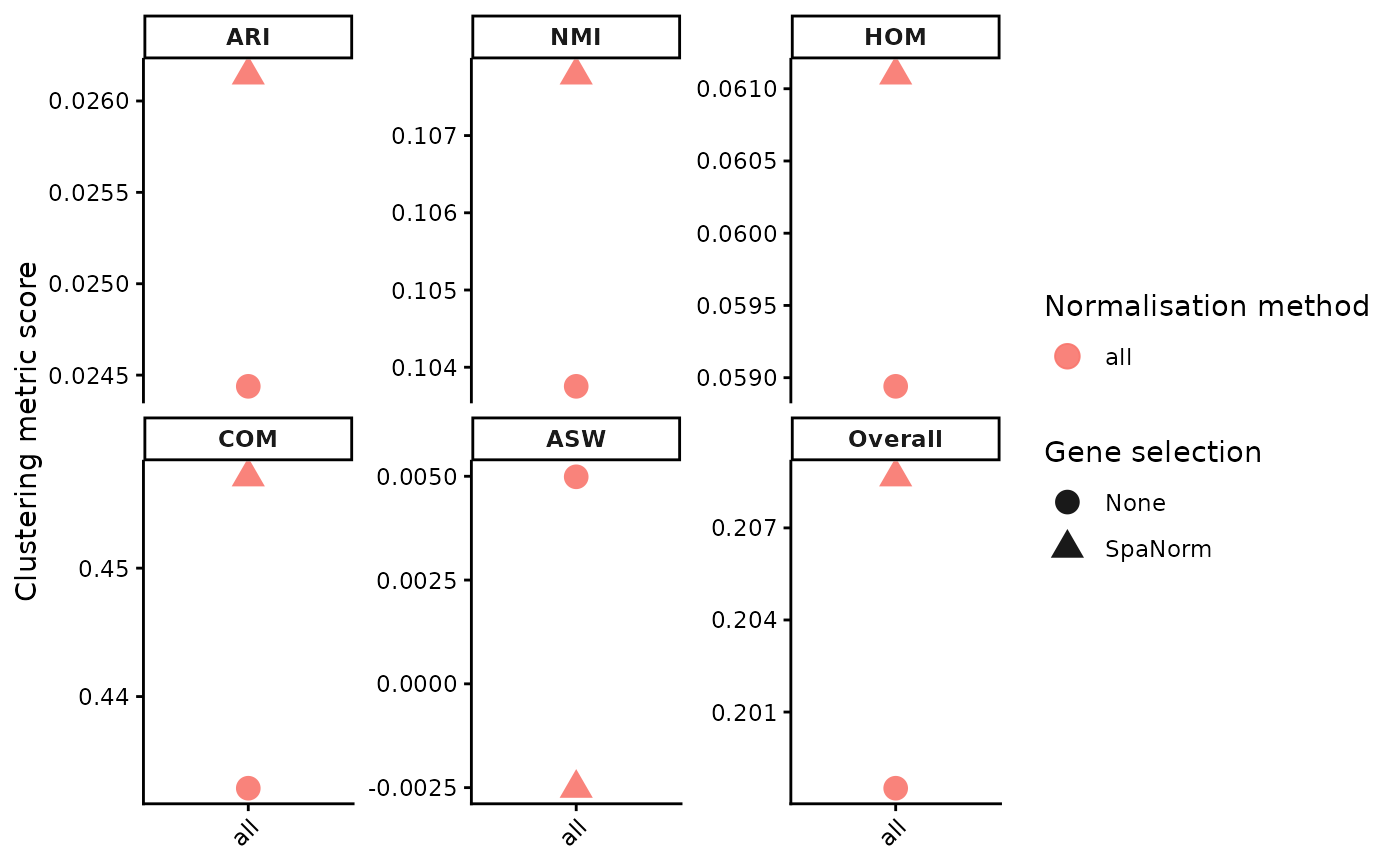 ARI
NMI
HOM
0.0260
0.0255
0.0250
0.0245
0.107
0.106
0.105
0.104
0.0610
0.0605
0.0600
0.0595
0.0590
Clustering metric score
COM
ASW
Overall
0.45
0.44
0.0050
0.0025
0.0000
-0.0025
0.207
0.204
0.201
all
all
all
Normalisation method
all
Gene selection
None
SpaNorm